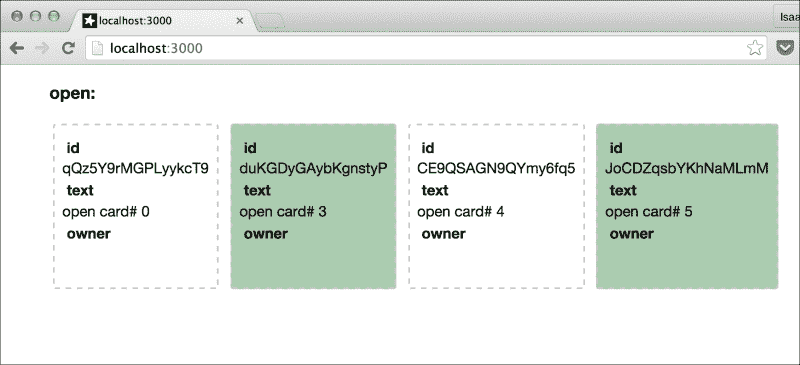 localhost:3000
Isaa
localhost:3000
open:
id
qQz5Y9rMGPLyykcT9
text
open card# 0
owner
id
duKGDyGAybKgnstyP
text
open card# 3
owner
id
CE9QSAGN9QYmy6fq5
text
open card# 4
owner
id
JoCDZqsbYKhNaMLmM
text
open card# 5
owner